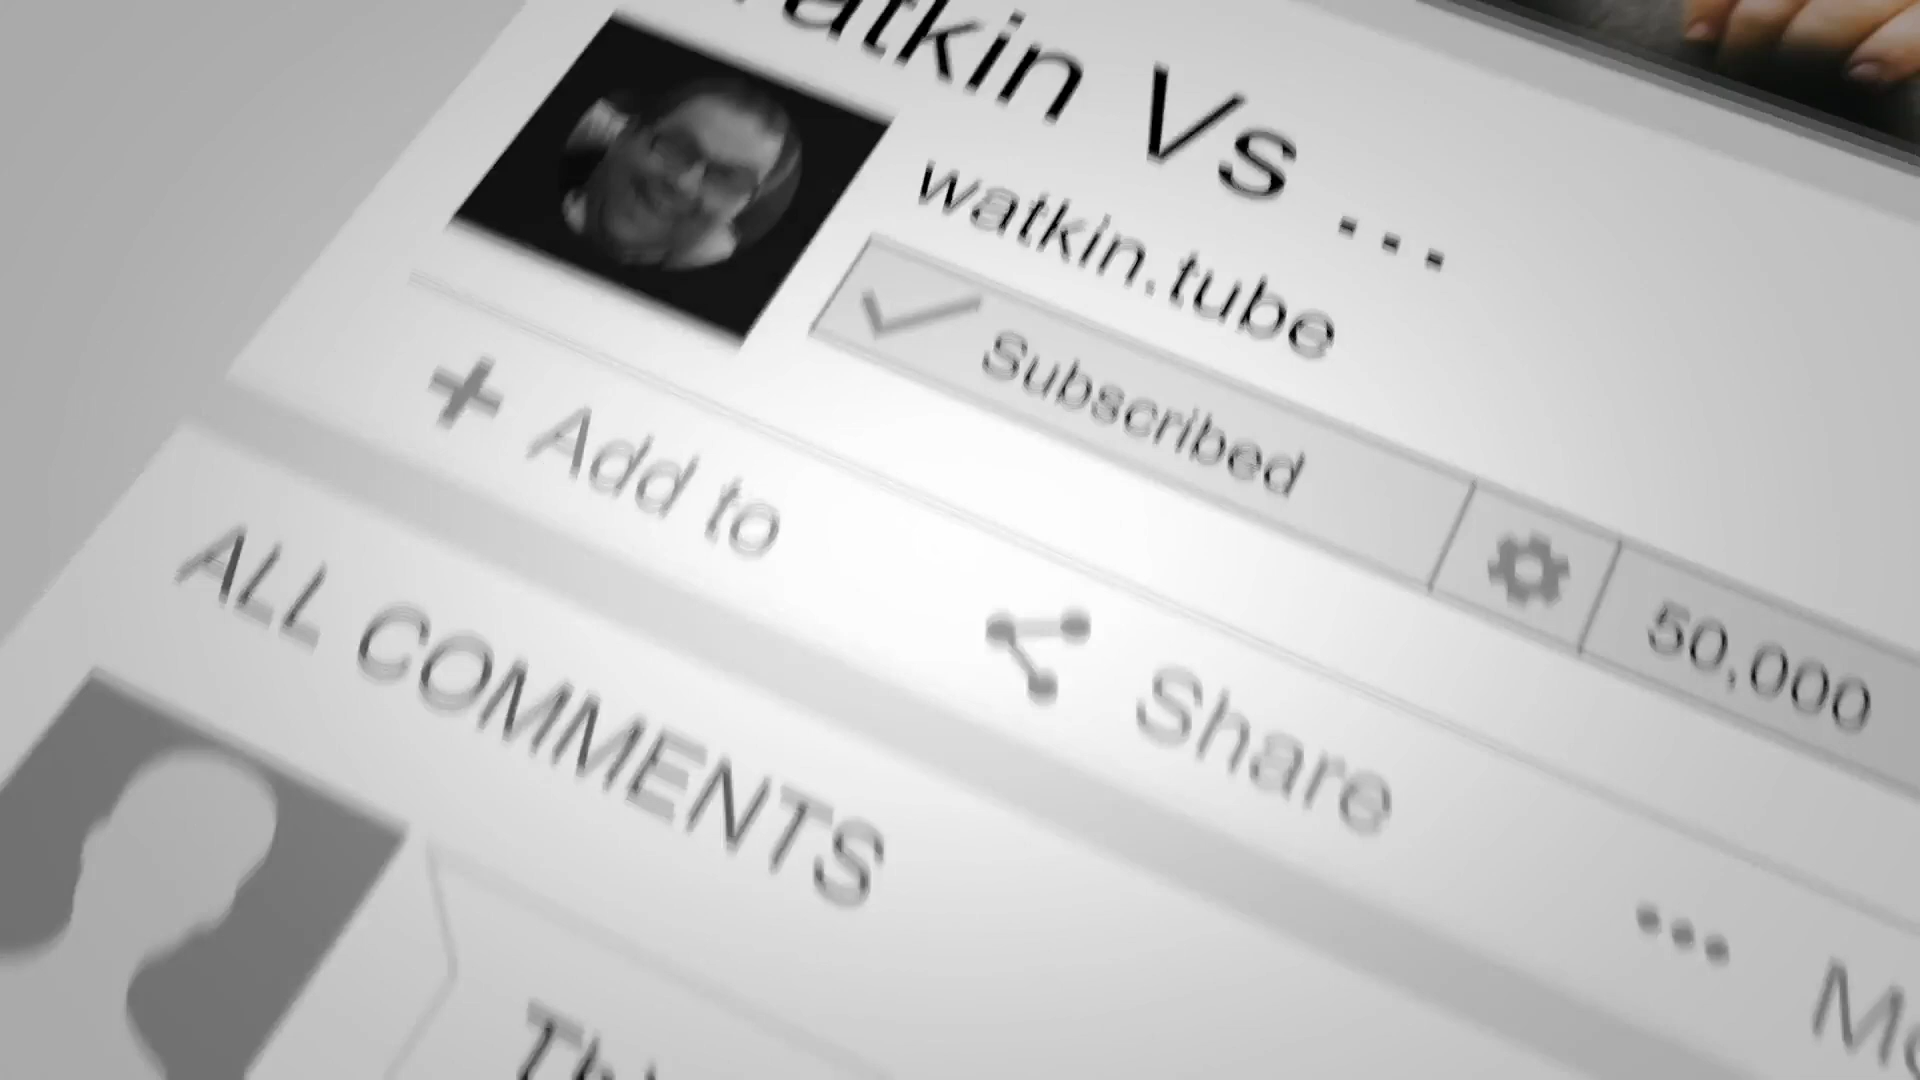 atkin Vs ...
watkin.tube
Subscribed
50,000
Add to
Share
...
ALL COMMENTS